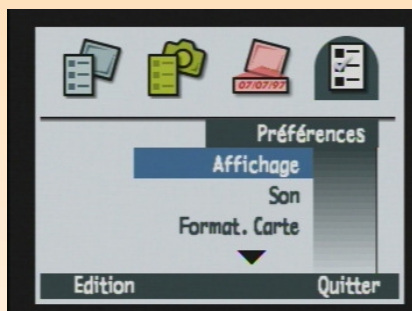 07/07/97
Préférences
Affichage
Son
Format. Carte
Edition
Quitter